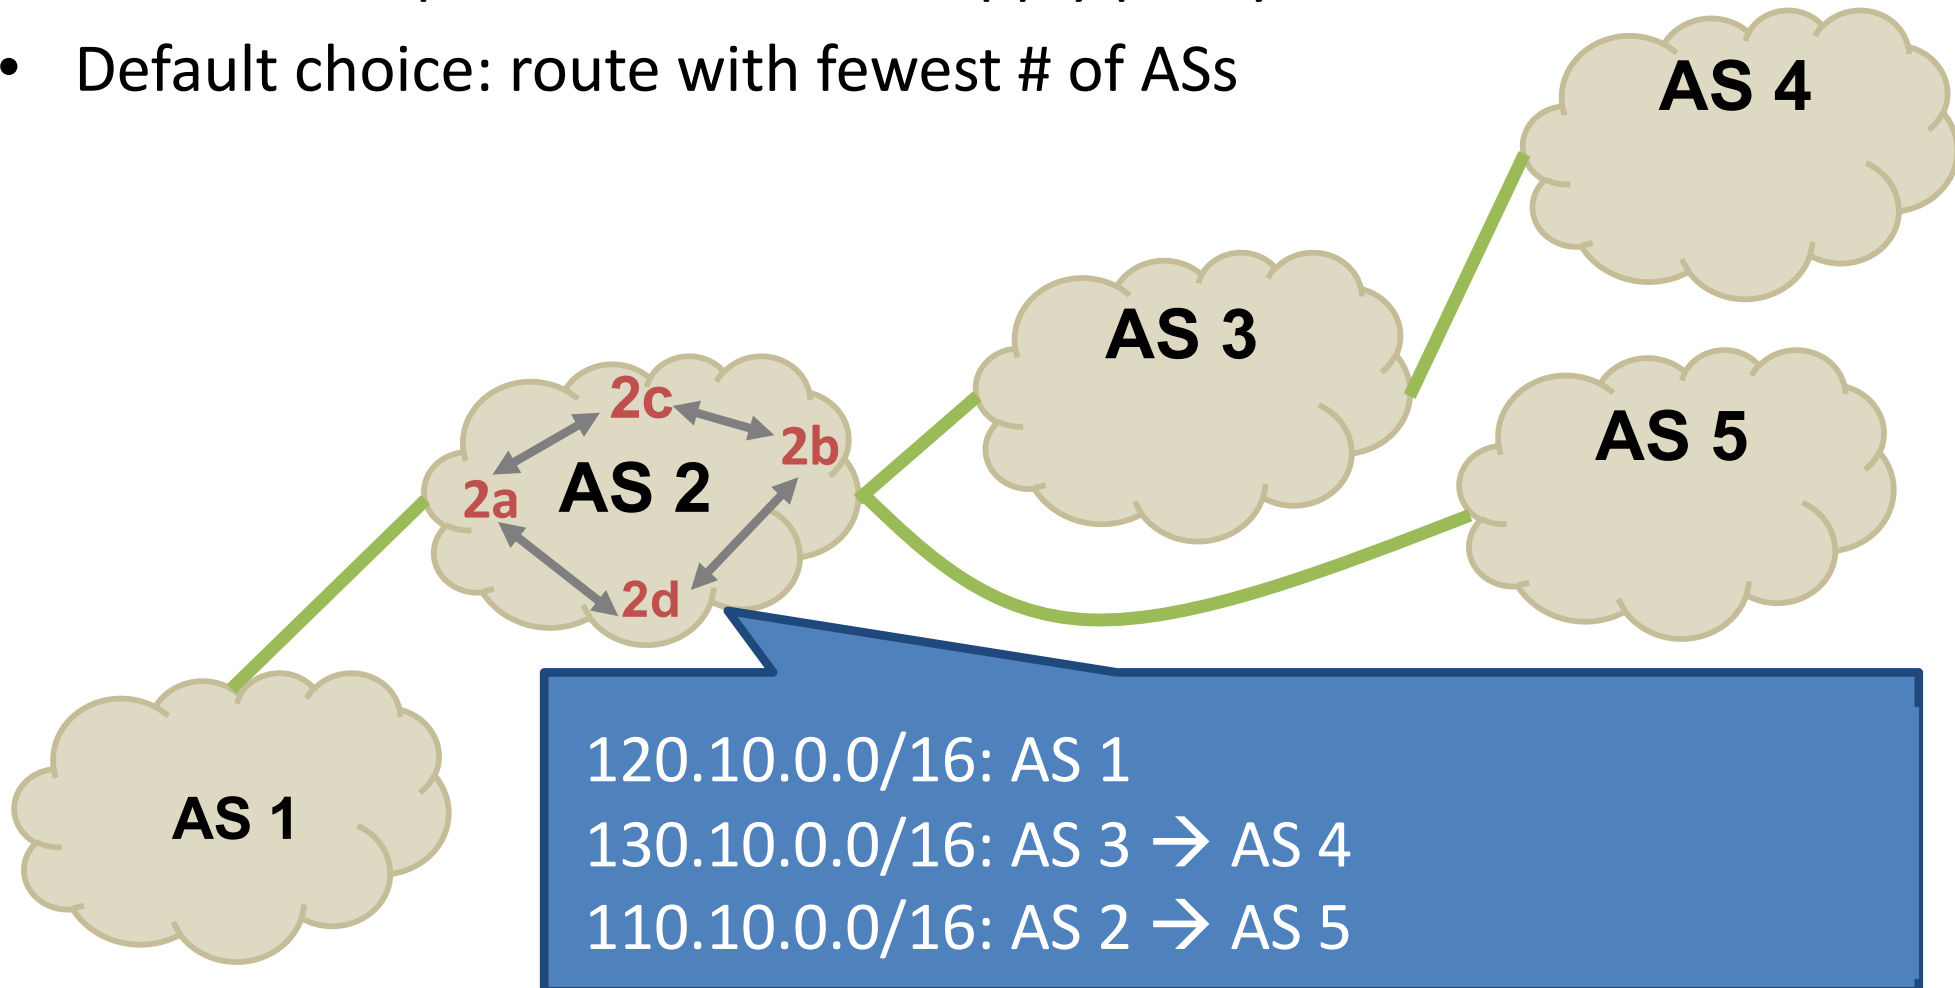 • Default choice: route with fewest # of ASs
AS 4
AS 3
AS 5
2c
2b
AS 2
2a
2d
AS 1
120.10.0.0/16: AS 1
130.10.0.0/16: AS 3 → AS 4
110.10.0.0/16: AS 2 → AS 5